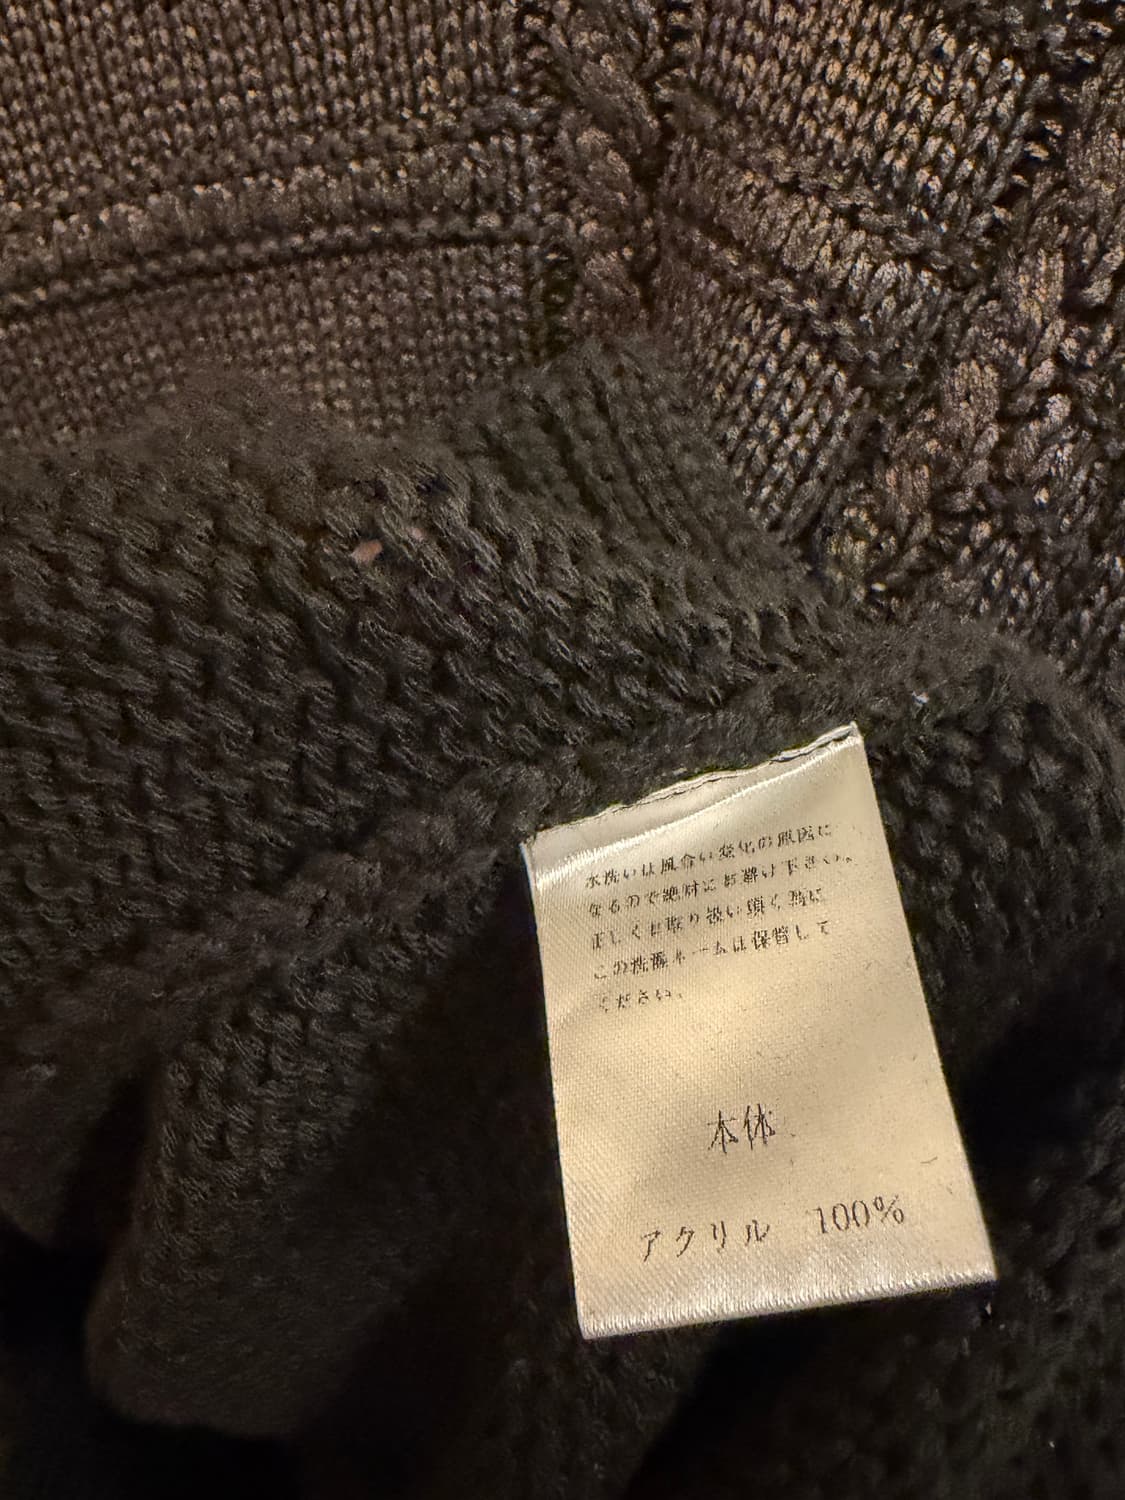 水洗いは風合い変化の原因に
なるので絶対にお避け下さい。
正しくお取り扱い頂く為に
この洗濯ネームは保管して
ください。
本体
アクリル 100%